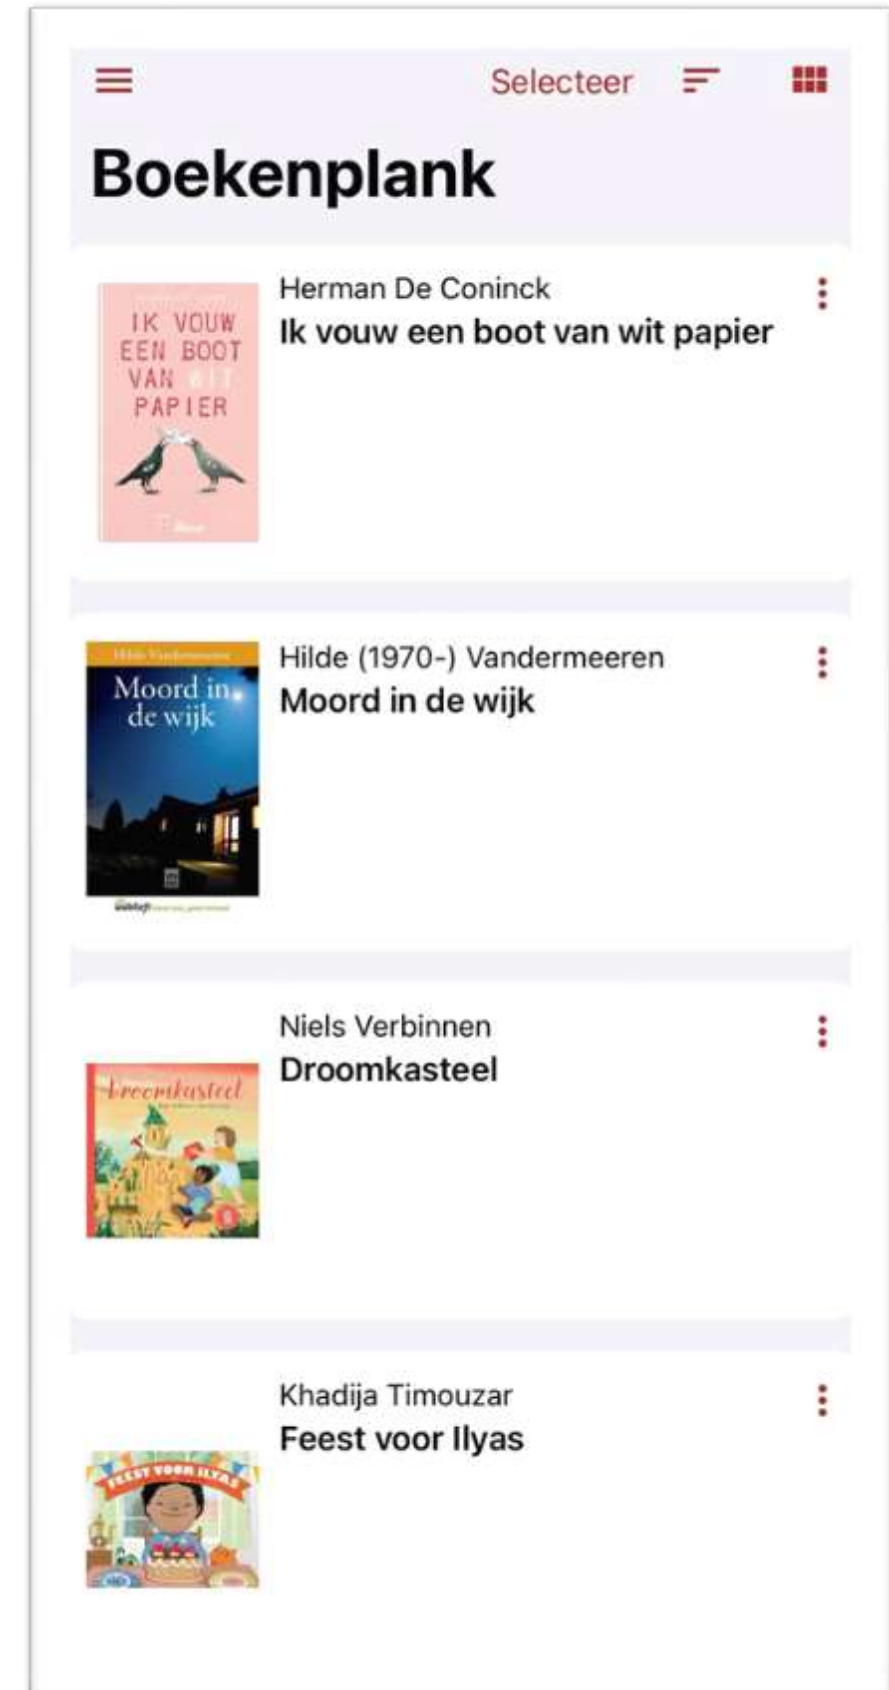 Selecteer
Boekenplank
Herman De Coninck
Ik vouw een boot van wit papier
IK VOUW
EEN BOOT
VAN WIT
PAPIER
Hilde (1970-) Vandermeeren
Moord in de wijk
Hilde Vandermeeren
Moord in
de wijk
Niels Verbinnen
Droomkasteel
Droomkasteel
Khadija Timouzar
Feest voor Ilyas
FEEST VOOR ILYAS